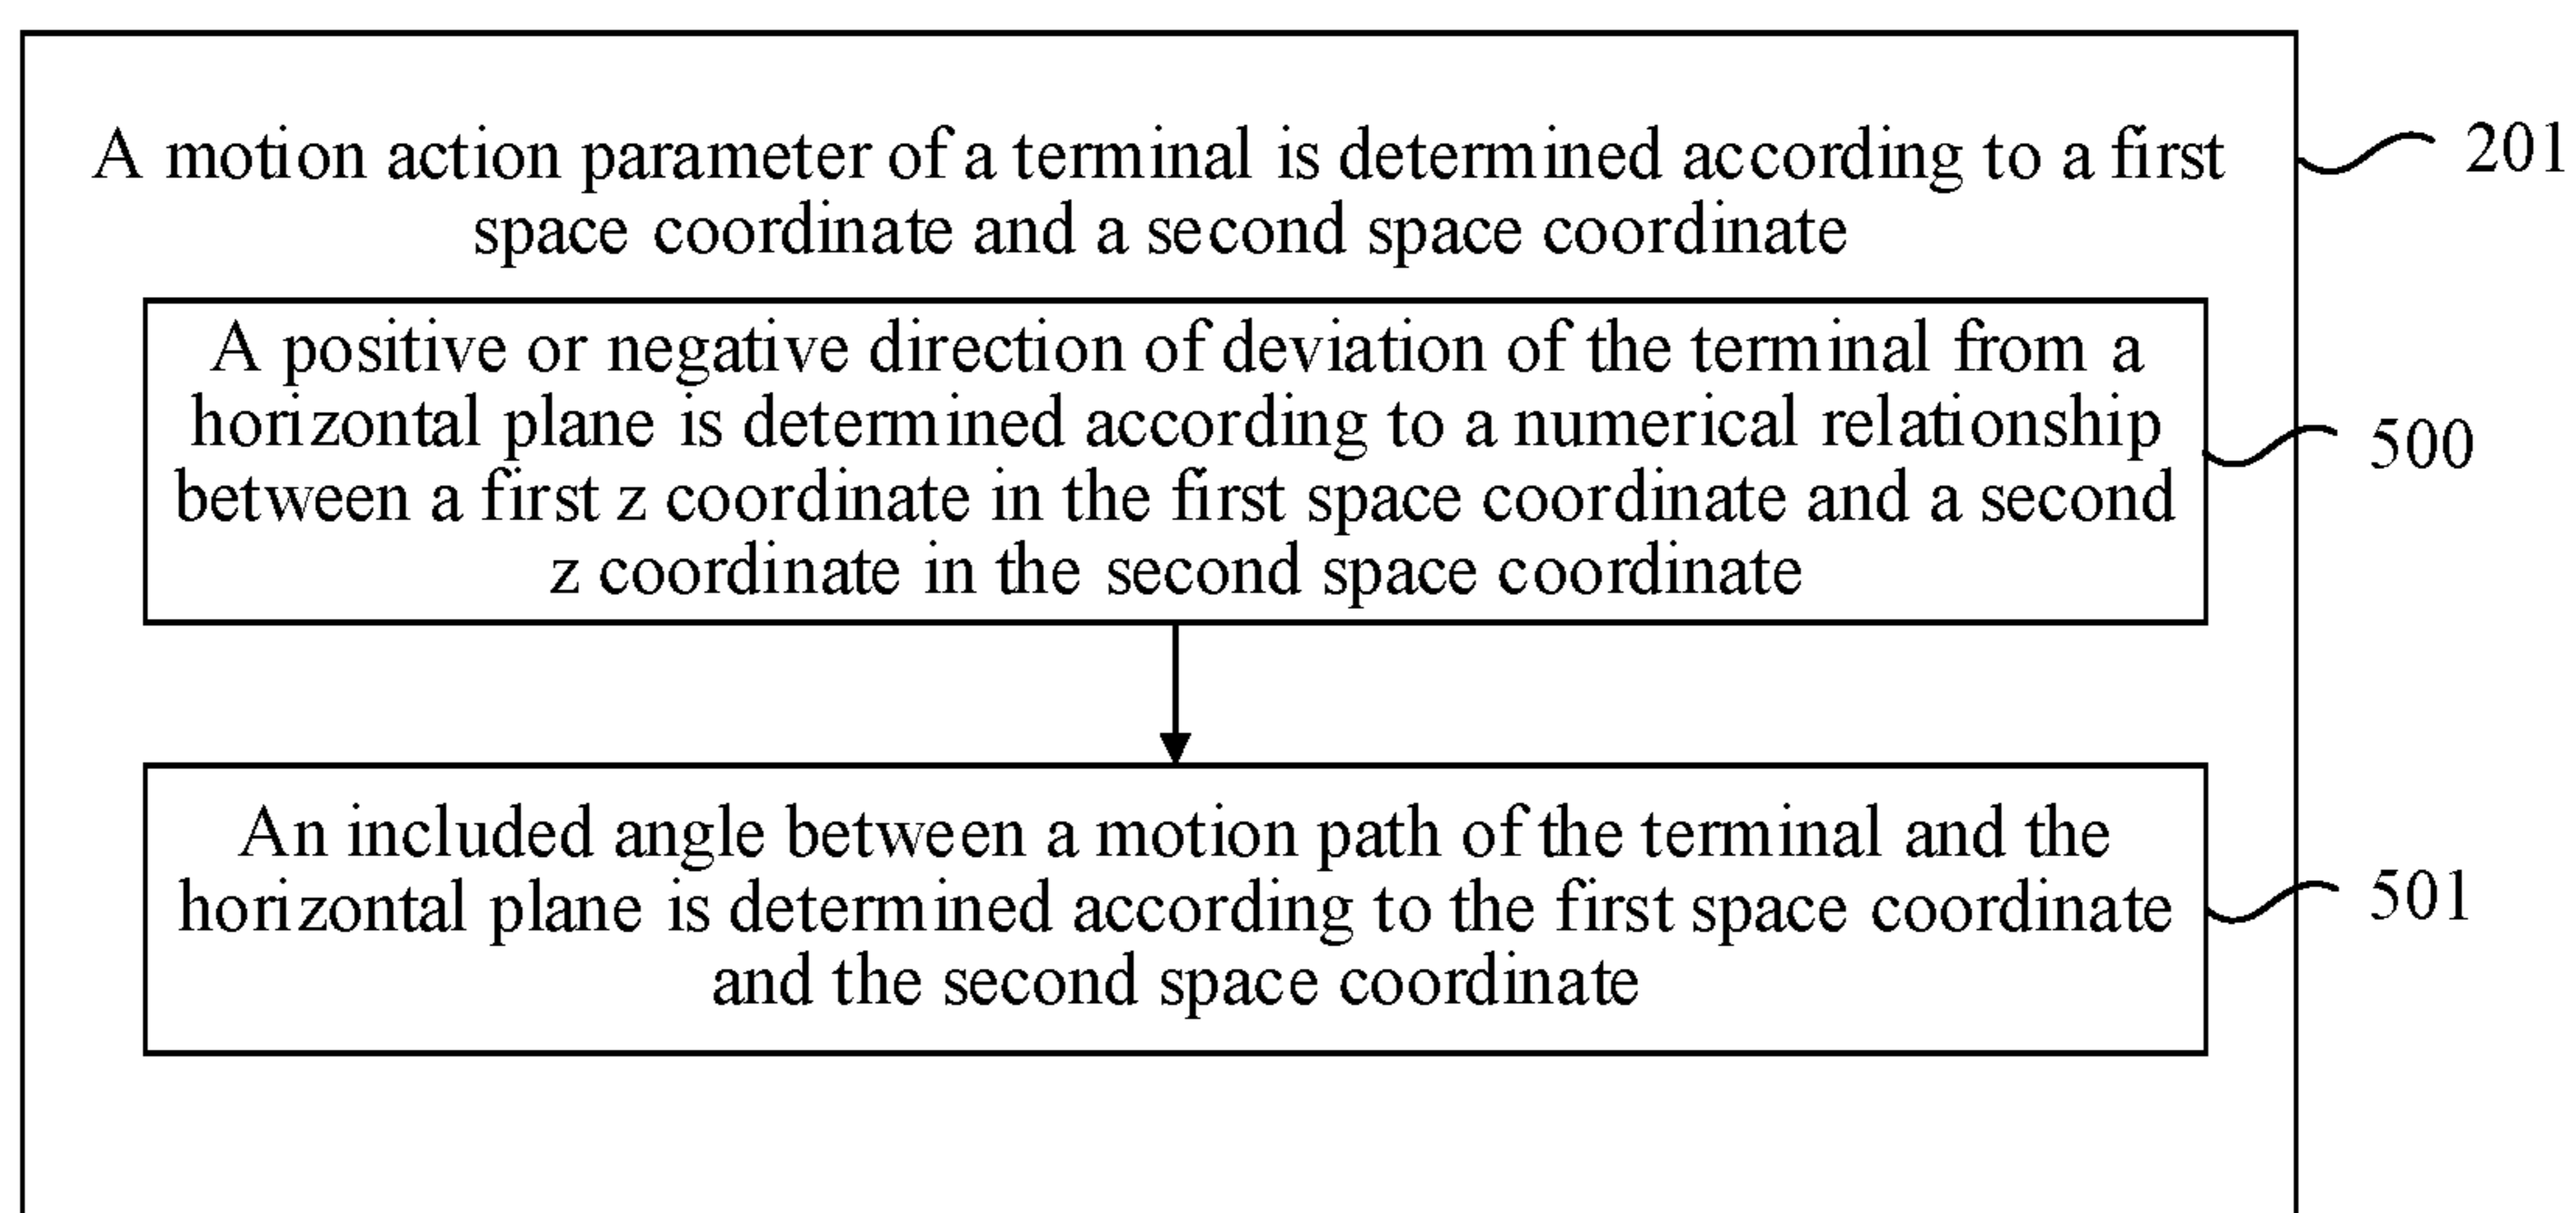 A motion action parameter of a terminal is determined according to a first
space coordinate and a second space coordinate
201
A positive or negative direction of deviation of the terminal from a
horizontal plane is determined according to a numerical relationship
between a first z coordinate in the first space coordinate and a second
z coordinate in the second space coordinate
500
An included angle between a motion path of the terminal and the
horizontal plane is determined according to the first space coordinate
and the second space coordinate
501